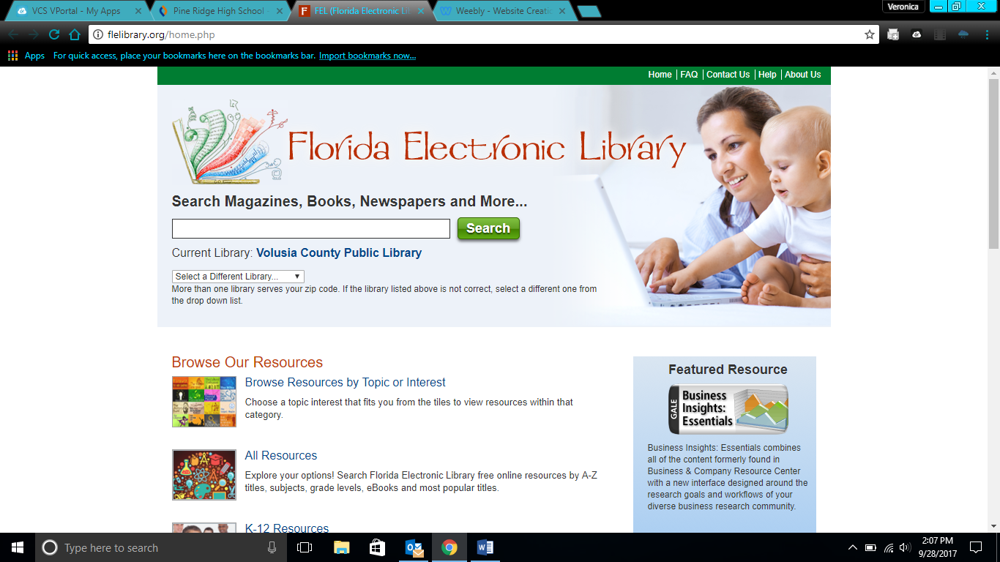 VCS VPortal - My Apps
Pine Ridge High School -
FEL (Florida Electronic Li
Weebly - Website Creatio
Veronica
flelibrary.org/home.php
Apps For quick access, place your bookmarks here on the bookmarks bar. Import bookmarks now...
Home FAQ Contact Us Help About Us
Florida Electronic Library
Search Magazines, Books, Newspapers and More...
Search
Current Library: Volusia County Public Library
Select a Different Library...
More than one library serves your zip code. If the library listed above is not correct, select a different one from
the drop down list.
Browse Our Resources
Browse Resources by Topic or Interest
Choose a topic interest that fits you from the tiles to view resources within that
category.
All Resources
Explore your options! Search Florida Electronic Library free online resources by A-Z
titles, subjects, grade levels, eBooks and most popular titles.
K-12 Resources
Featured Resource
GALE
Business
Insights:
Essentials
Business Insights: Essentials combines
all of the content formerly found in
Business & Company Resource Center
with a new interface designed around the
research goals and workflows of your
diverse business research community.
Type here to search
2:07 PM
9/28/2017